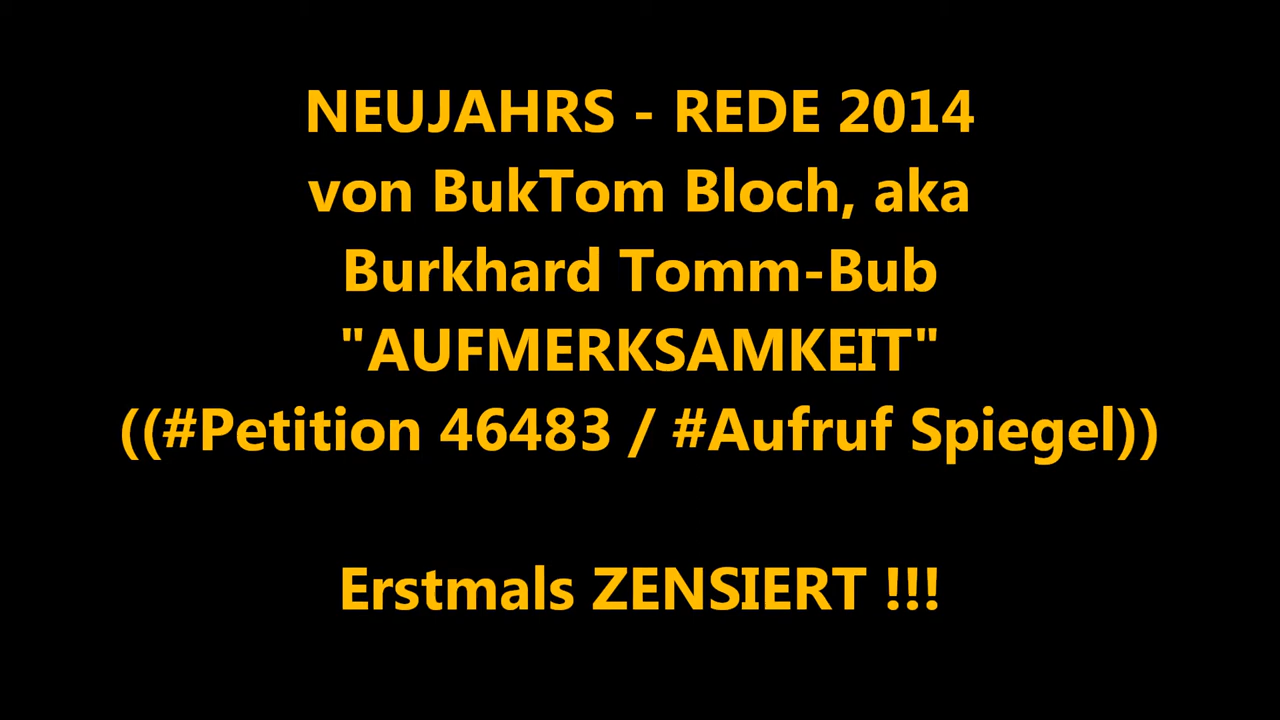 NEUJAHRS - REDE 2014
von BukTom Bloch, aka
Burkhard Tomm-Bub
"AUFMERKSAMKEIT"
((#Petition 46483 / #Aufruf Spiegel))
Erstmals ZENSIERT !!!